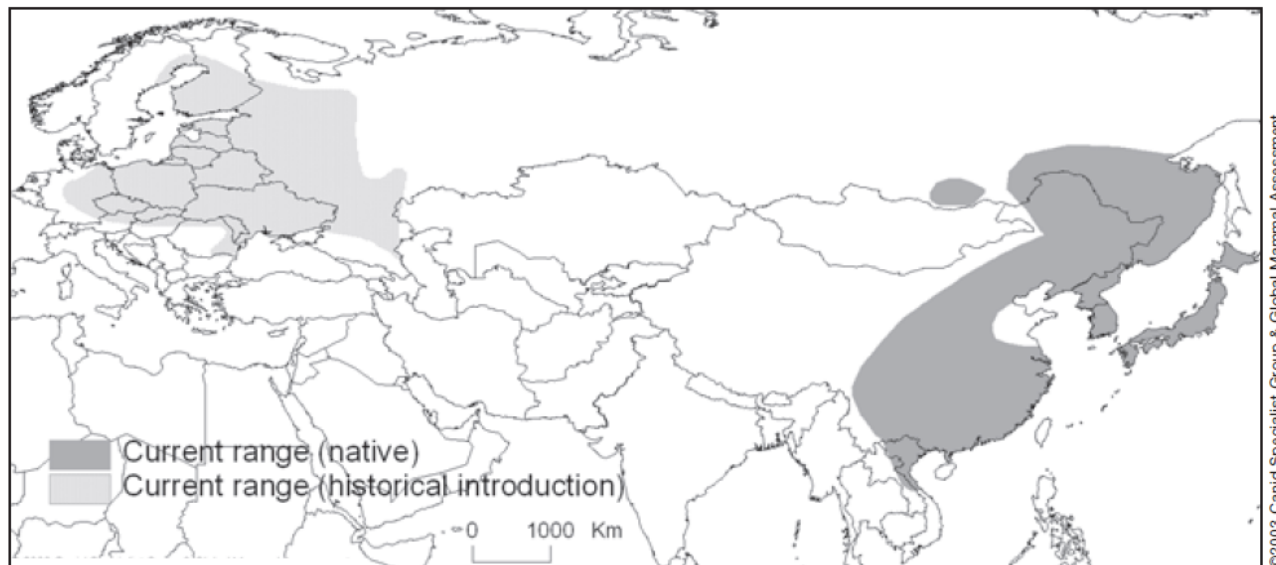 Current range (native)
Current range (historical introduction)
0 1000 Km
©2003 Canid Specialist Group & Global Mammal Assessment